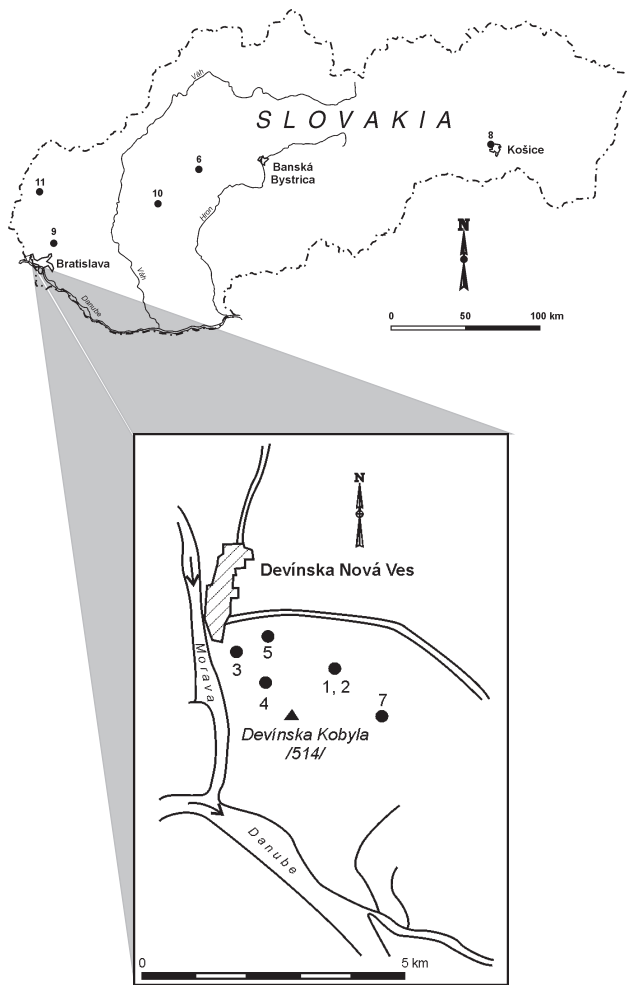 Váh
SLOVAKIA
8
Košice
6
Banská
Bystrica
11
10
Hron
9
N
Bratislava
Váh
Danube
0 50 100 km
N
Devínska Nová Ves
5
3
Morava
1, 2
4
7
Devínska Kobyla
/514/
Danube
0 5 km